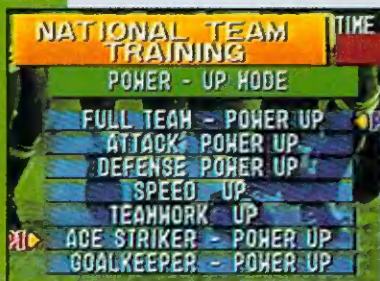 NATIONAL TEAM
TRAINING
TIME
POWER - UP MODE
FULL TEAM - POWER UP
ATTACK POWER UP
DEFENSE POWER UP
SPEED UP
TEAMWORK UP
ACE STRIKER - POWER UP
GOALKEEPER - POWER UP